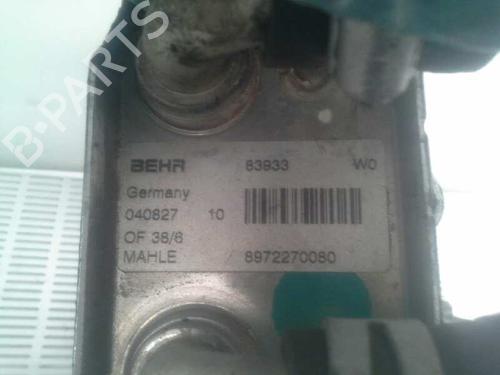 B-PARTS
BEHR 83933 W0
Germany
040827 10
OF 38/6
MAHLE 8972270080